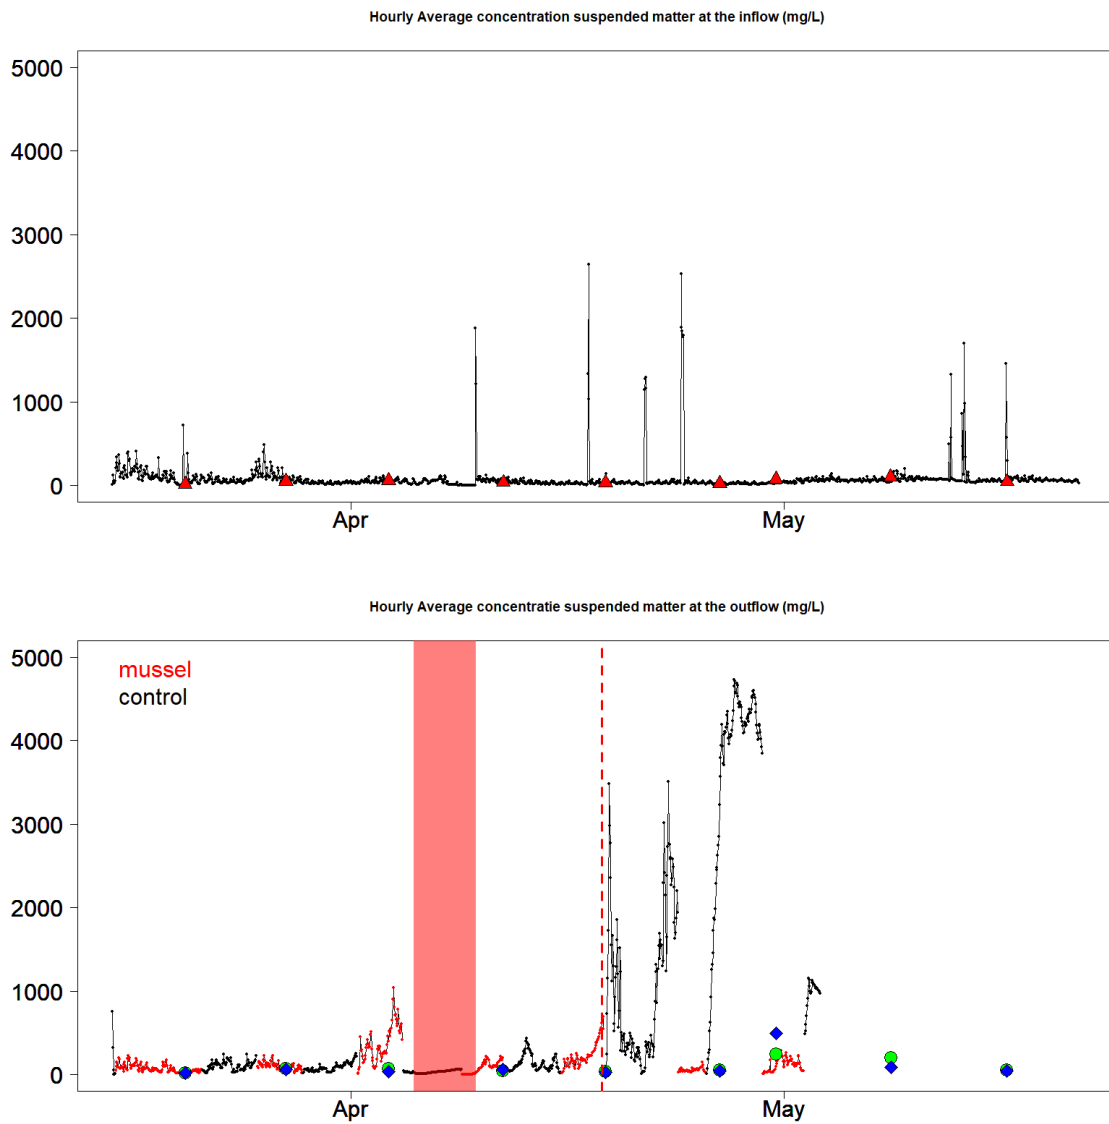 Hourly Average concentration suspended matter at the inflow (mg/L)
5000
4000
3000
2000
1000
0
Apr May
Hourly Average concentratie suspended matter at the outflow (mg/L)
5000
mussel
control
4000
3000
2000
1000
0
Apr May